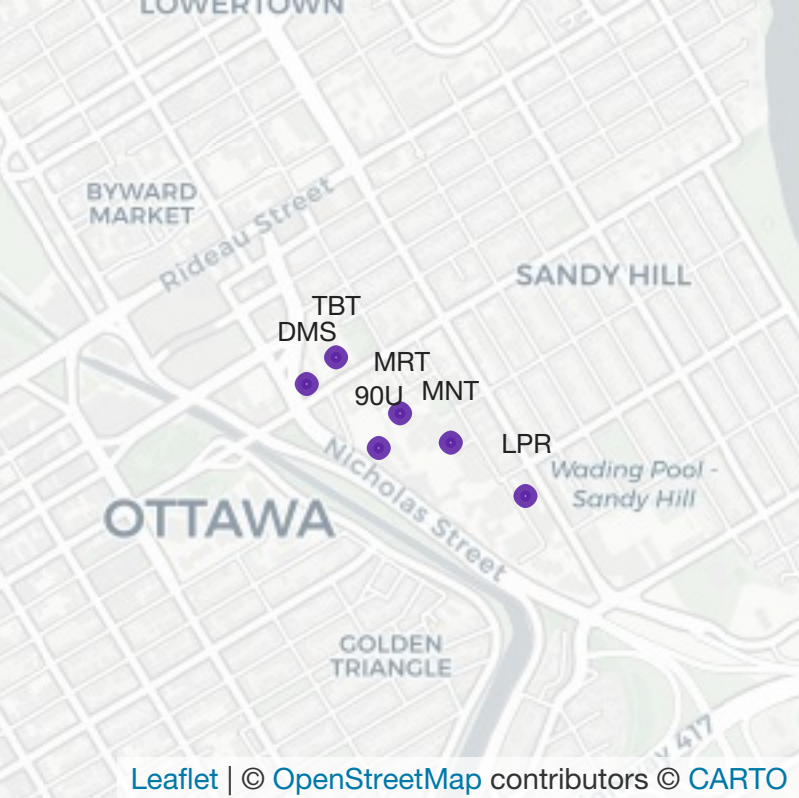 LOWERTOWN
BYWARD
MARKET
Rideau Street
SANDY HILL
TBT
DMS
MRT
90U
MNT
LPR
Wading Pool -
Sandy Hill
Nicholas Street
OTTAWA
GOLDEN
TRIANGLE
417
Leaflet | © OpenStreetMap contributors © CARTO